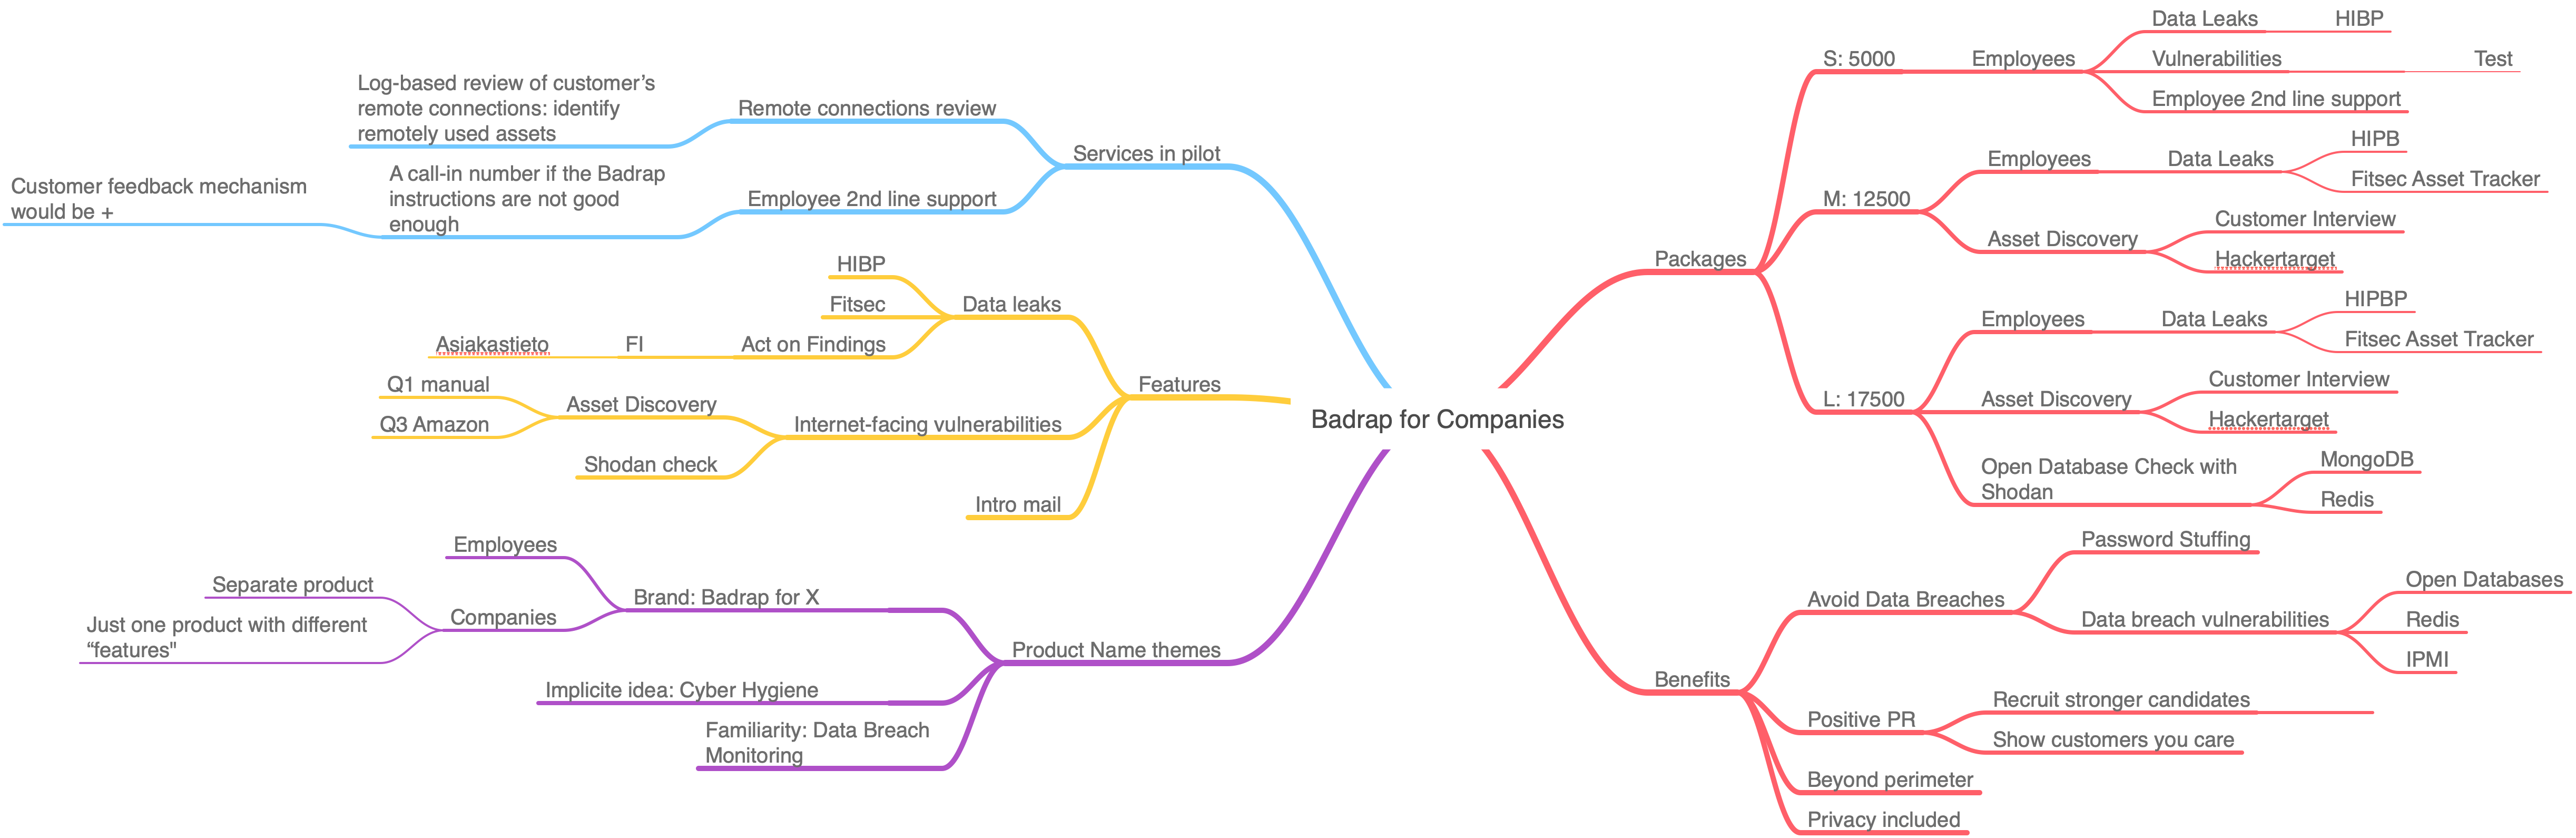 Badrap for Companies
Services in pilot
Remote connections review
Log-based review of customer’s
remote connections: identify
remotely used assets
Employee 2nd line support
A call-in number if the Badrap
instructions are not good
enough
Customer feedback mechanism
would be +
Features
Data leaks
HIBP
Fitsec
Act on Findings
FI
Asiakastieto
Internet-facing vulnerabilities
Asset Discovery
Q1 manual
Q3 Amazon
Shodan check
Intro mail
Product Name themes
Brand: Badrap for X
Employees
Companies
Separate product
Just one product with different
“features"
Implicite idea: Cyber Hygiene
Familiarity: Data Breach
Monitoring
Packages
S: 5000
Employees
Data Leaks
HIBP
Vulnerabilities
Test
Employee 2nd line support
M: 12500
Employees
Data Leaks
HIPB
Fitsec Asset Tracker
Asset Discovery
Customer Interview
Hackertarget
L: 17500
Employees
Data Leaks
HIPBP
Fitsec Asset Tracker
Asset Discovery
Customer Interview
Hackertarget
Open Database Check with
Shodan
MongoDB
Redis
Benefits
Avoid Data Breaches
Password Stuffing
Data breach vulnerabilities
Open Databases
Redis
IPMI
Positive PR
Recruit stronger candidates
Show customers you care
Beyond perimeter
Privacy included